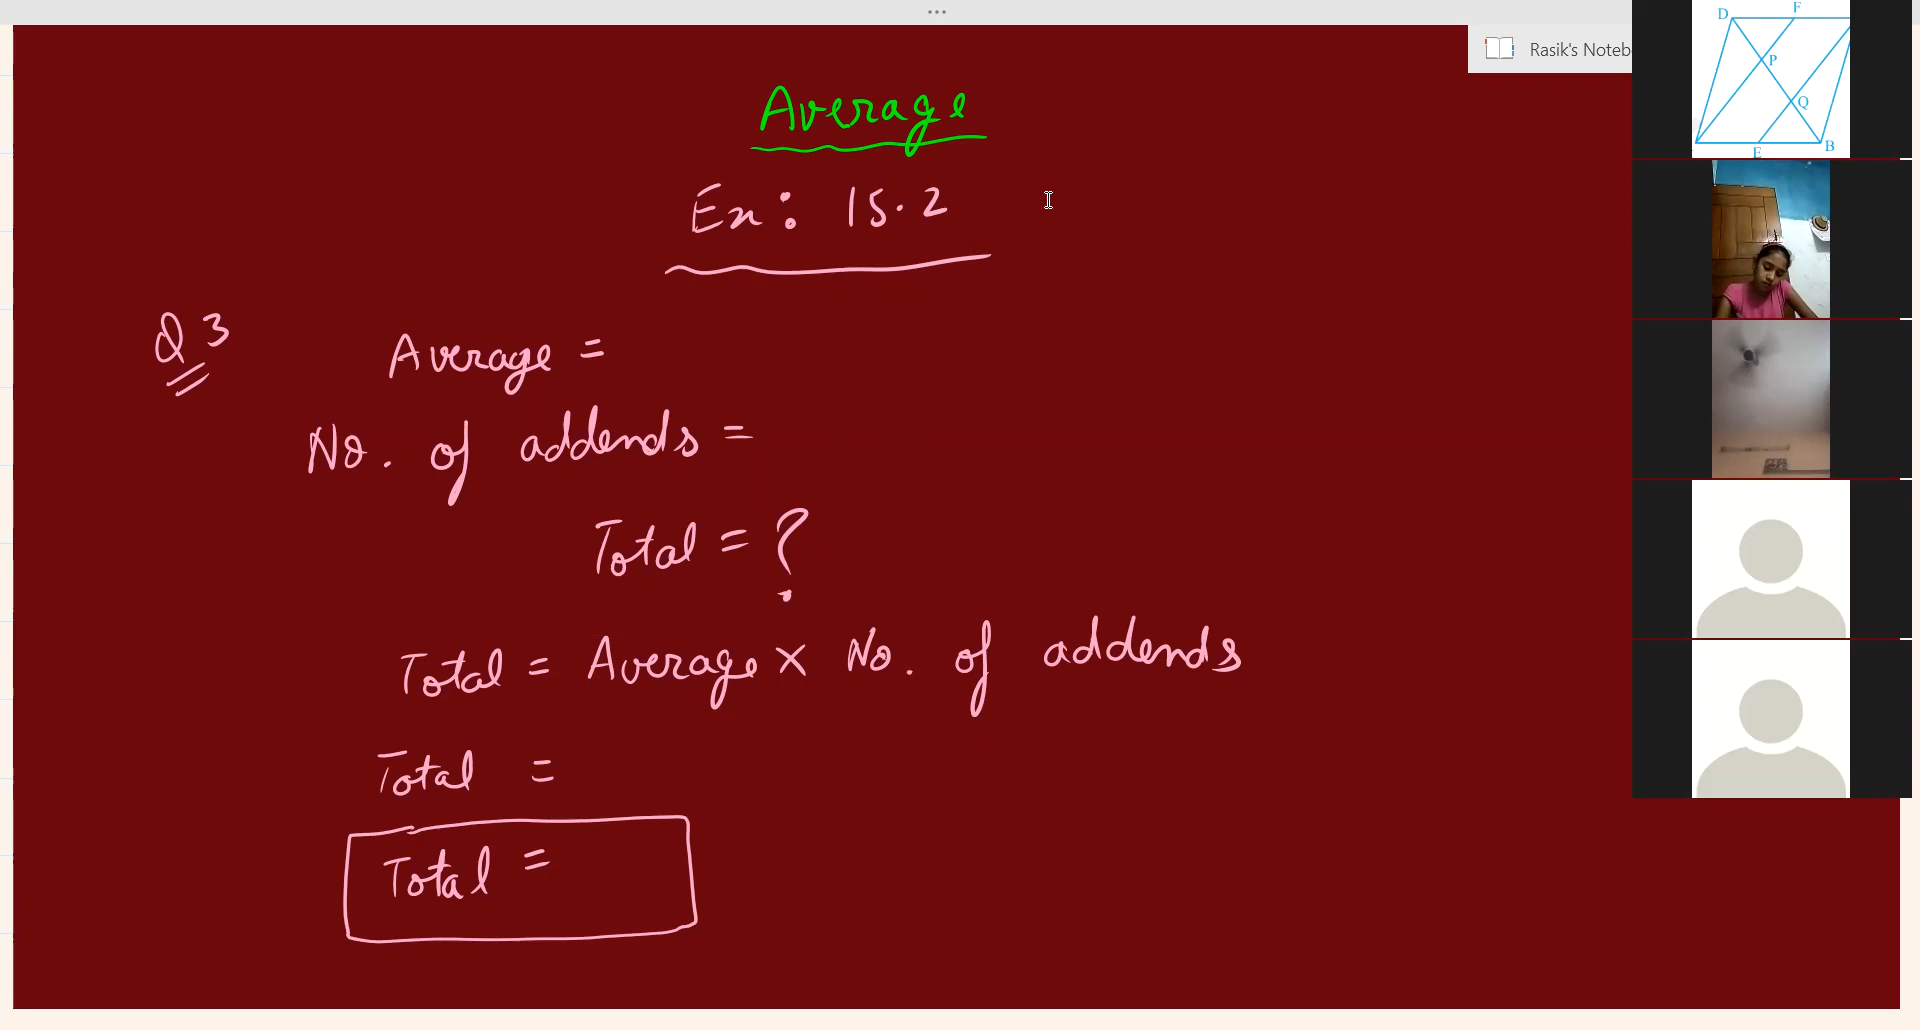 Rasik's Noteb
Average
Ex: 15.2
Q3
Average =
No. of addends =
Total = ?
Total = Average × No. of addends
Total =
Total =
D F
P
Q
E B